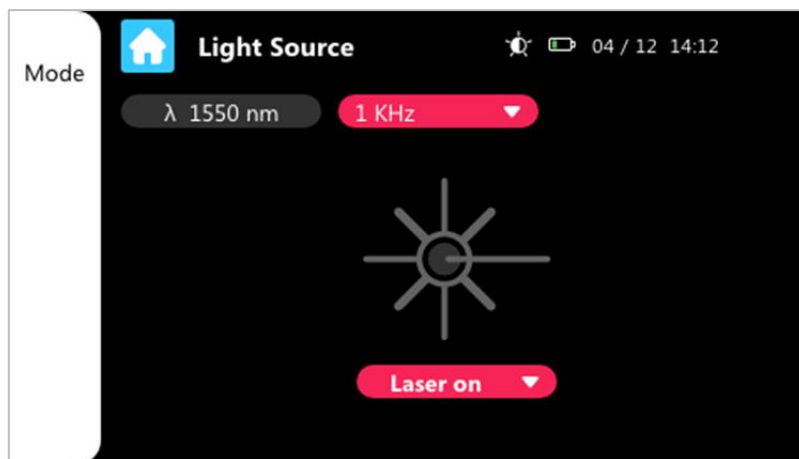 Mode
Light Source
04 / 12 14:12
λ 1550 nm
1 KHz
Laser on